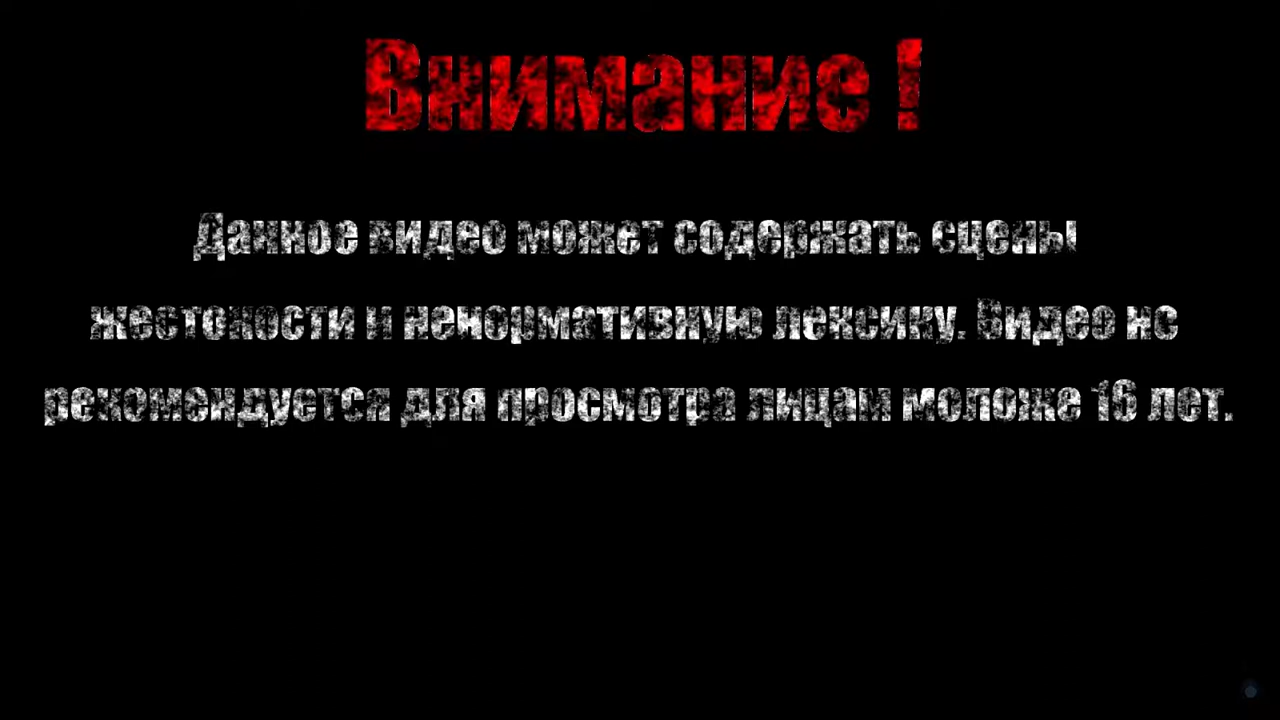 Внимание !
Данное видео может содержать сцены
жестокости и ненормативную лексику. Видео не
рекомендуется для просмотра лицам моложе 16 лет.